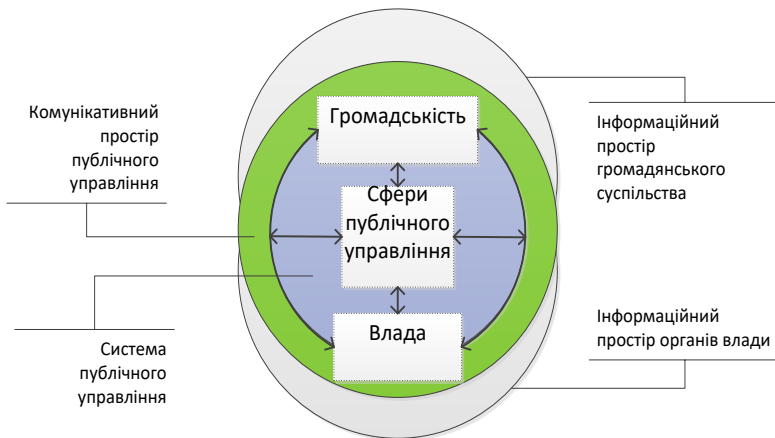 Комунікативний
простір
публічного
управління
Система
публічного
управління
Громадськість
Сфери
публічного
управління
Влада
Інформаційний
простір
громадянського
суспільства
Інформаційний
простір органів влади